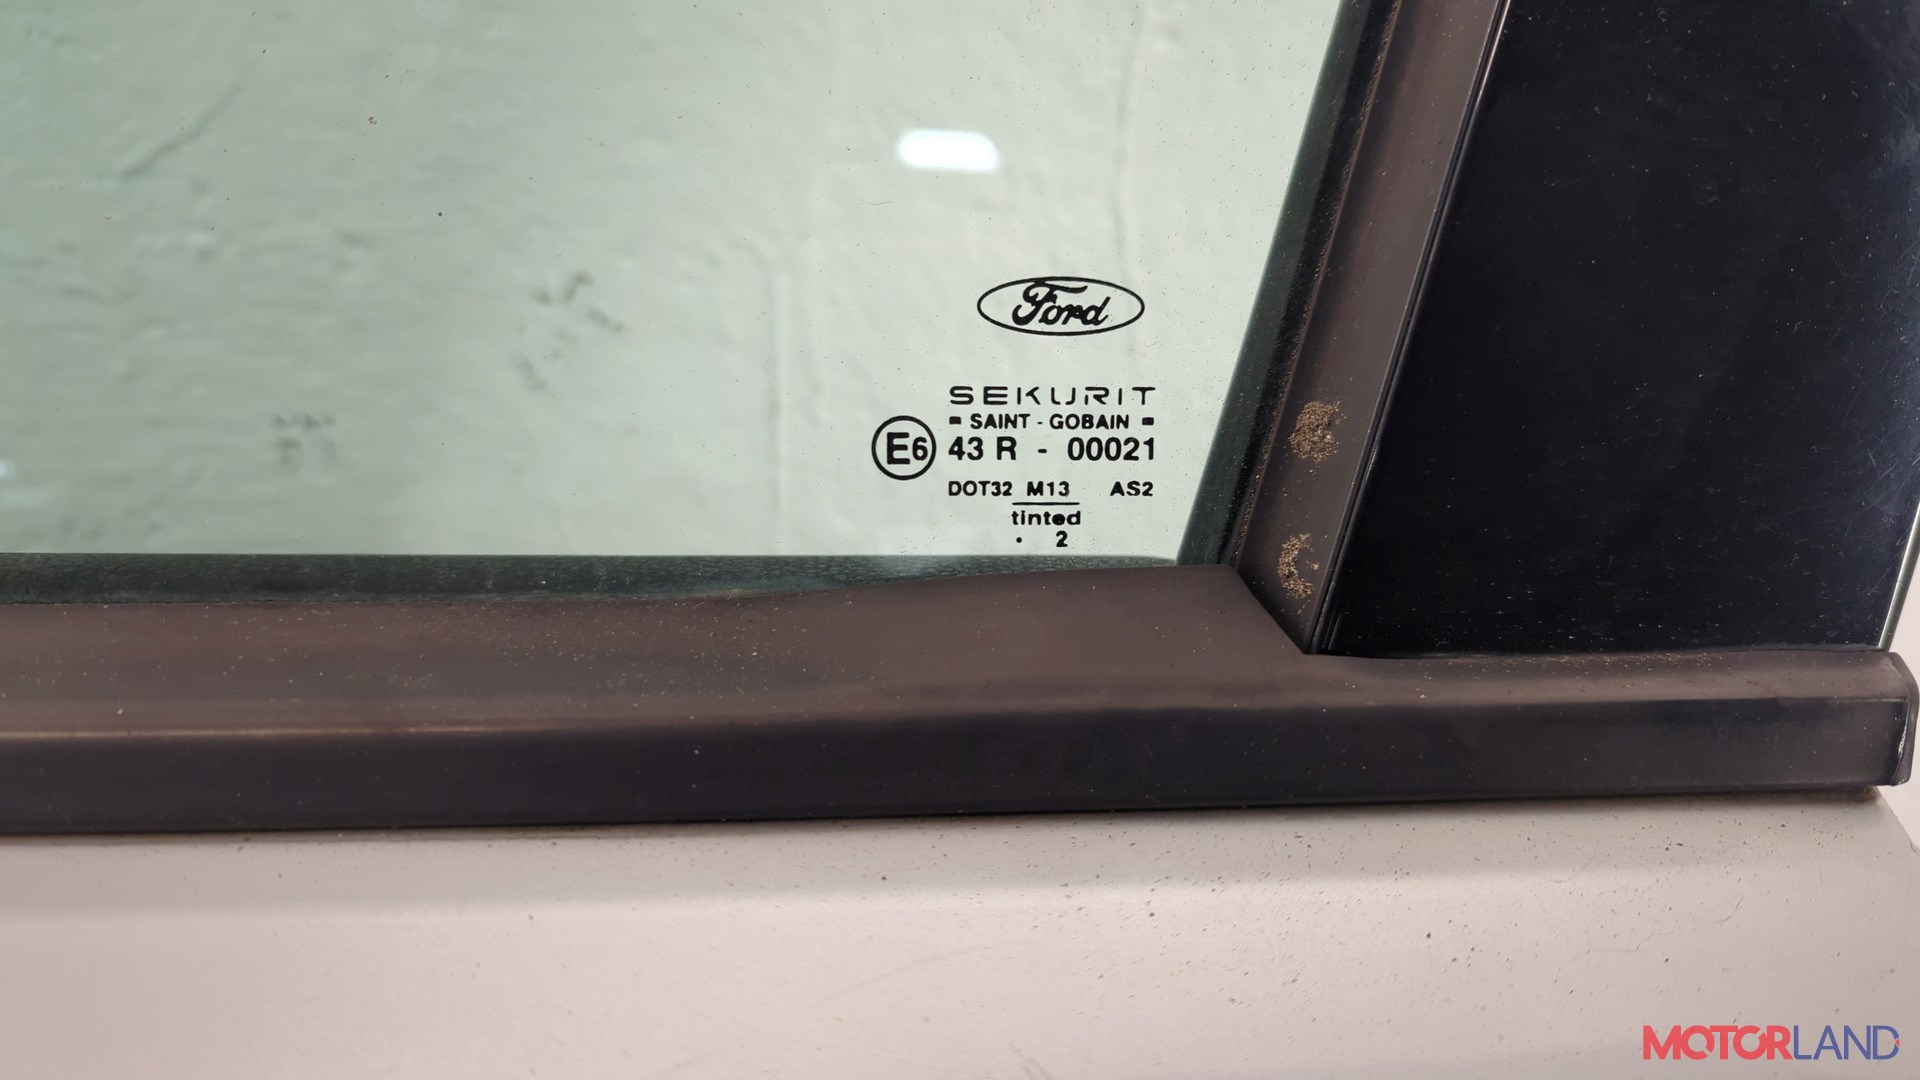 Ford
SEKURIT
SAINT - GOBAIN
E6 43 R - 00021
DOT32 M13 AS2
tinted
. 2
MOTORLAND